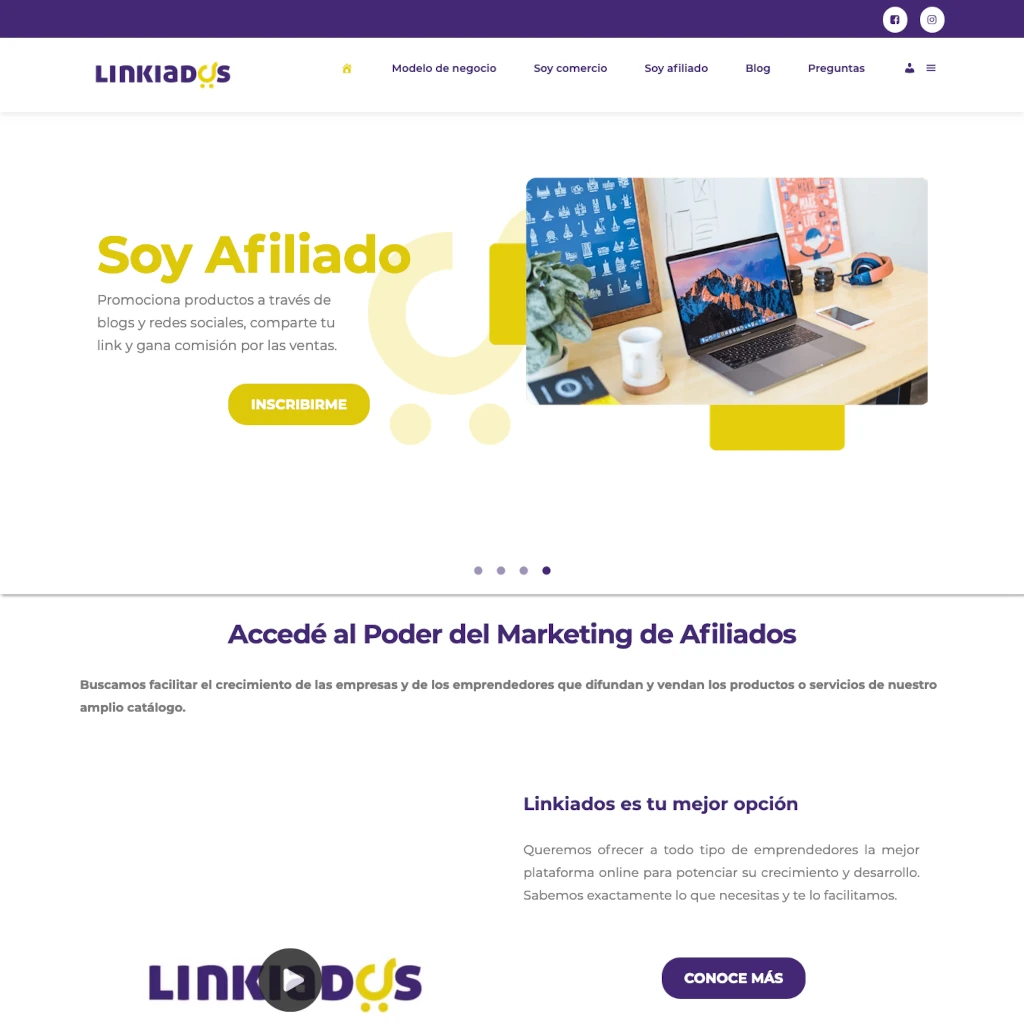 LINKIADOS
Modelo de negocio
Soy comercio
Soy afiliado
Blog
Preguntas
Soy Afiliado
Promociona productos a través de
blogs y redes sociales, comparte tu
link y gana comisión por las ventas.
INSCRIBIRME
Accedé al Poder del Marketing de Afiliados
Buscamos facilitar el crecimiento de las empresas y de los emprendedores que difundan y vendan los productos o servicios de nuestro
amplio catálogo.
Linkiados es tu mejor opción
Queremos ofrecer a todo tipo de emprendedores la mejor
plataforma online para potenciar su crecimiento y desarrollo.
Sabemos exactamente lo que necesitas y te lo facilitamos.
LINKIADOS
CONOCE MÁS